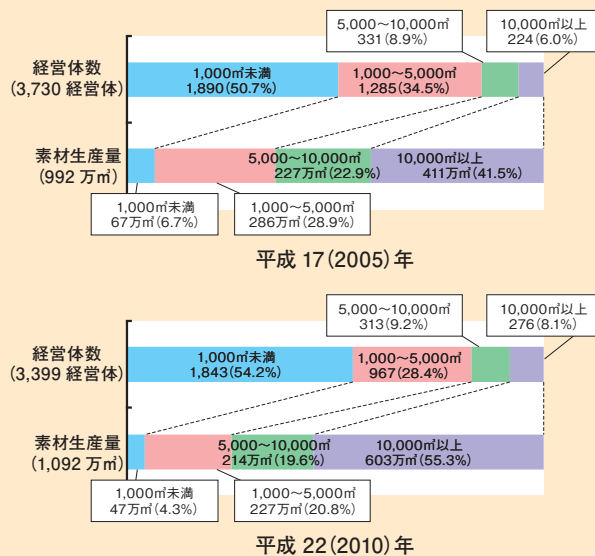 5,000〜10,000㎥
331(8.9%)
10,000㎥以上
224(6.0%)
経営体数
(3,730 経営体)
1,000㎥未満
1,890(50.7%)
1,000〜5,000㎥
1,285(34.5%)
素材生産量
(992 万㎥)
5,000〜10,000㎥
227万㎥(22.9%)
10,000㎥以上
411万㎥(41.5%)
1,000㎥未満
67万㎥(6.7%)
1,000〜5,000㎥
286万㎥(28.9%)
平成 17(2005)年
5,000〜10,000㎥
313(9.2%)
10,000㎥以上
276(8.1%)
経営体数
(3,399 経営体)
1,000㎥未満
1,843(54.2%)
1,000〜5,000㎥
967(28.4%)
素材生産量
(1,092 万㎥)
5,000〜10,000㎥
214万㎥(19.6%)
10,000㎥以上
603万㎥(55.3%)
1,000㎥未満
47万㎥(4.3%)
1,000〜5,000㎥
227万㎥(20.8%)
平成 22(2010)年